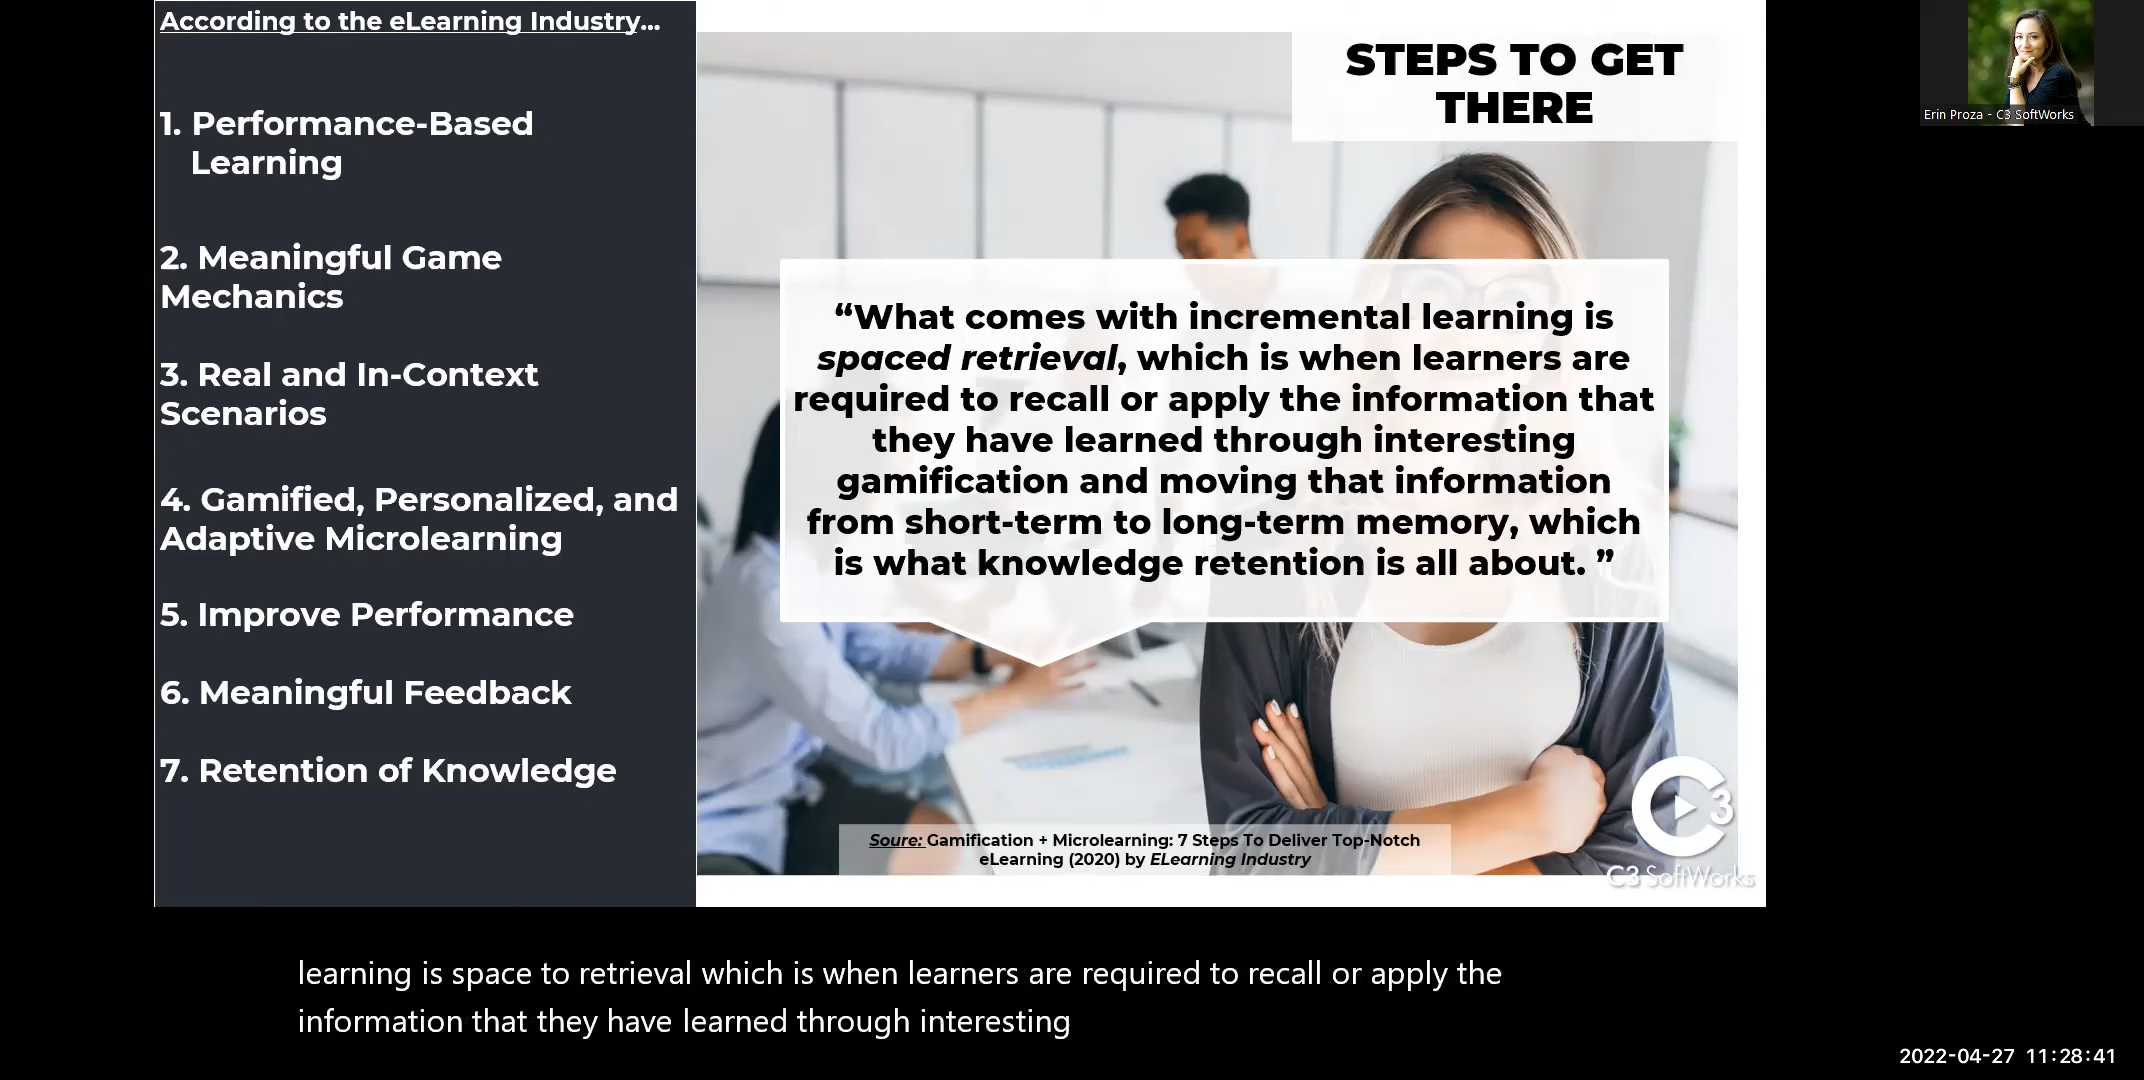 According to the eLearning Industry...
1. Performance-Based
Learning
2. Meaningful Game
Mechanics
3. Real and In-Context
Scenarios
4. Gamified, Personalized, and
Adaptive Microlearning
5. Improve Performance
6. Meaningful Feedback
7. Retention of Knowledge
STEPS TO GET
THERE
“What comes with incremental learning is
spaced retrieval, which is when learners are
required to recall or apply the information that
they have learned through interesting
gamification and moving that information
from short-term to long-term memory, which
is what knowledge retention is all about. ”
Soure: Gamification + Microlearning: 7 Steps To Deliver Top-Notch
eLearning (2020) by ELearning Industry
C3
C3 SoftWorks
Erin Proza - C3 SoftWorks
learning is space to retrieval which is when learners are required to recall or apply the
information that they have learned through interesting
2022-04-27 11:28:41